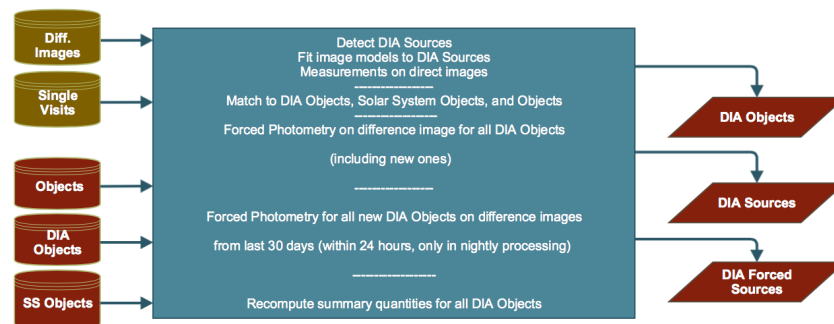 Diff.
Images
Single
Visits
Objects
DIA
Objects
SS Objects
Detect DIA Sources
Fit image models to DIA Sources
Measurements on direct images
-------------------
Match to DIA Objects, Solar System Objects, and Objects
-------------------
Forced Photometry on difference image for all DIA Objects
(including new ones)
-------------------
Forced Photometry for all new DIA Objects on difference images
from last 30 days (within 24 hours, only in nightly processing)
-------------------
Recompute summary quantities for all DIA Objects
DIA Objects
DIA Sources
DIA Forced
Sources